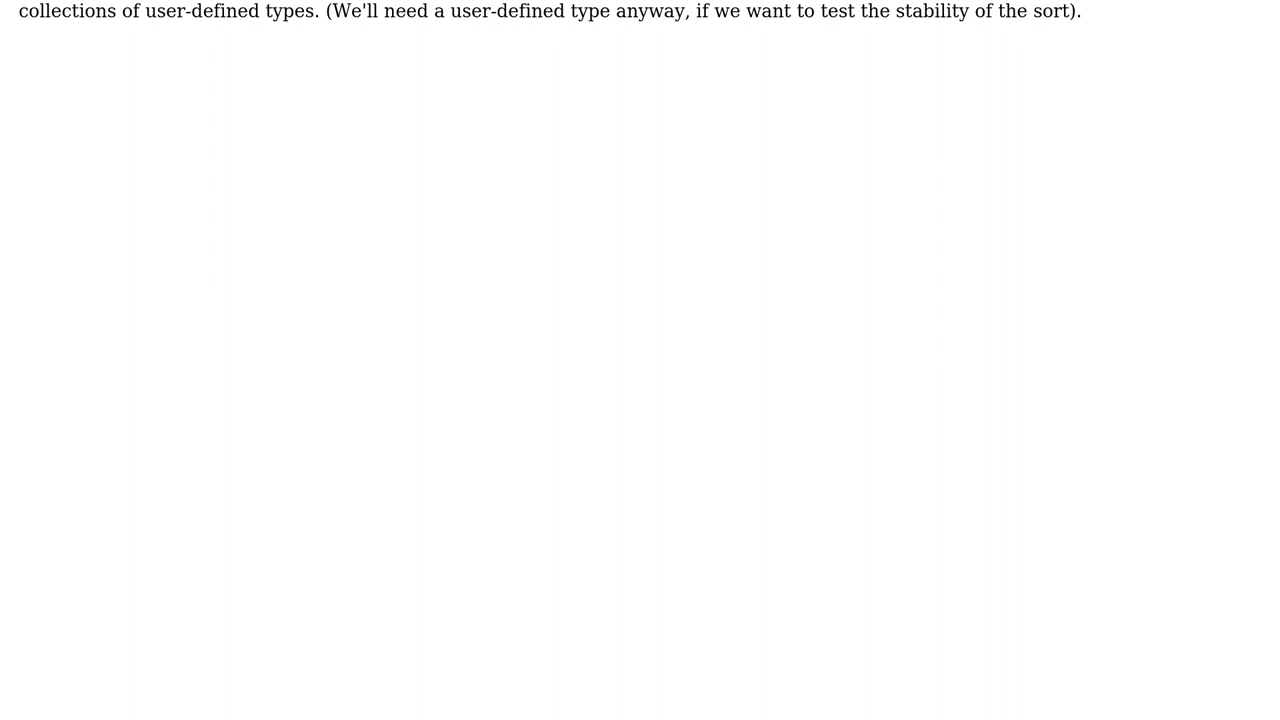 collections of user-defined types. (We'll need a user-defined type anyway, if we want to test the stability of the sort).